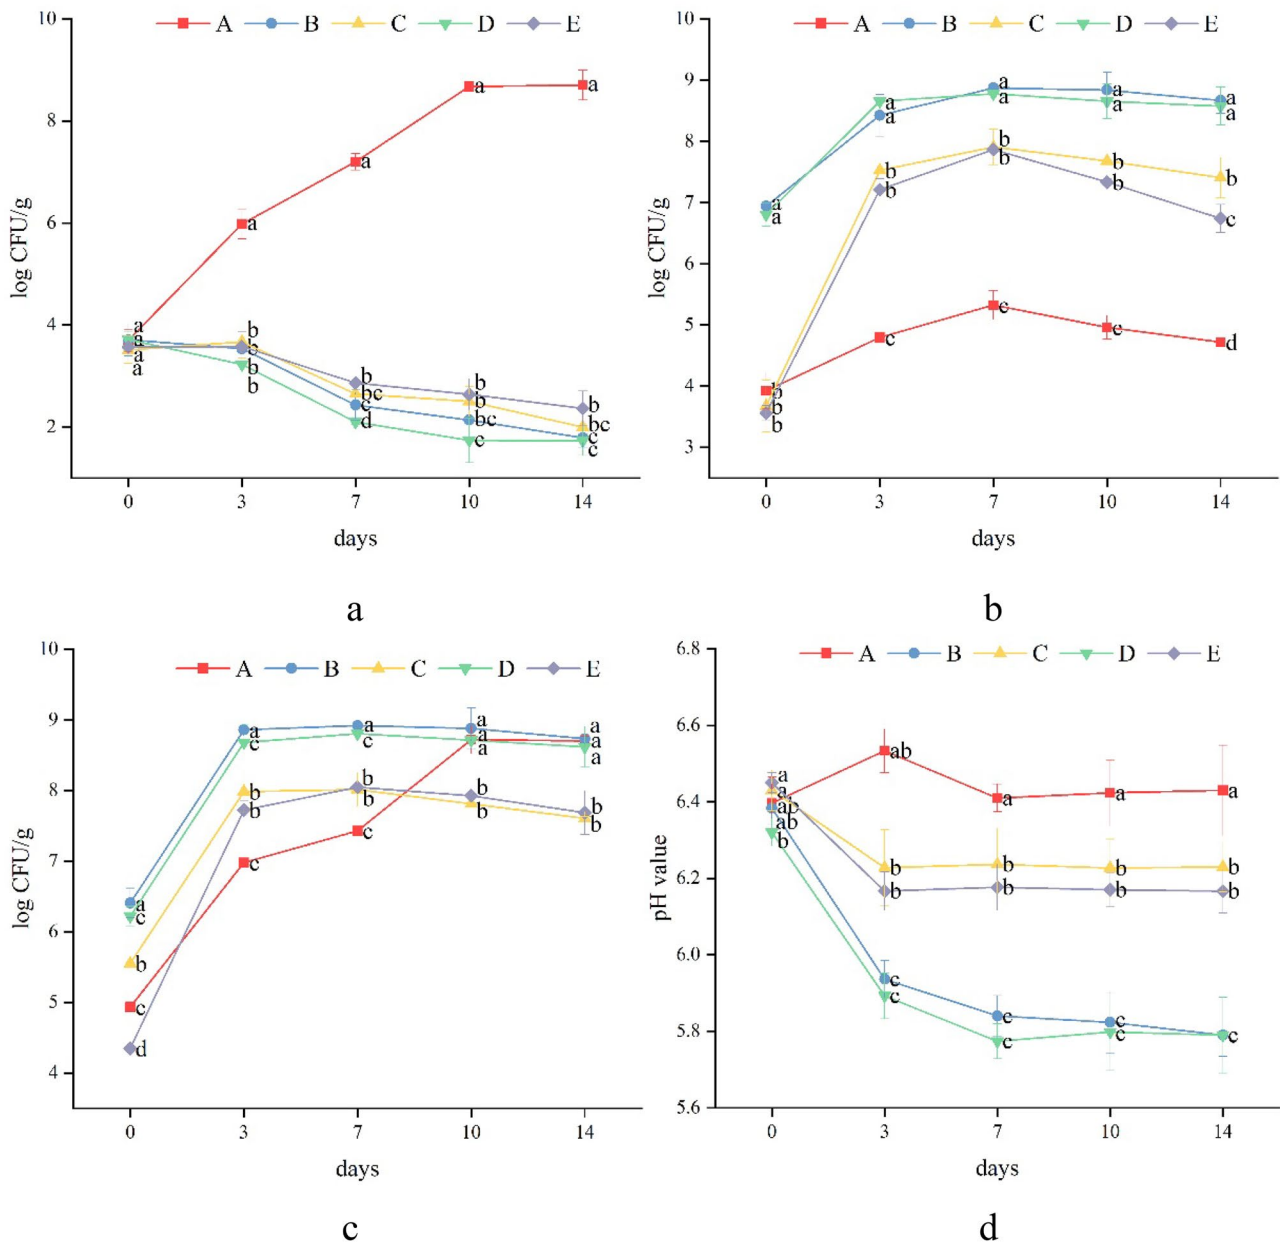 A B C D E
log CFU/g
10
8
6
4
2
a a a a
a a a a
b b b b
b bc c d
b b bc c
b bc c c
0 3 7 10 14
days
a
A B C D E
log CFU/g
10
9
8
7
6
5
4
3
a a b b b
a a b b c
a a b b c
a a b b c
a a b c d
0 3 7 10 14
days
b
A B C D E
log CFU/g
10
9
8
7
6
5
4
a c b c d
a c b b c
a c b b c
a a a b b
a a a b b
0 3 7 10 14
days
c
A B C D E
pH value
6.8
6.6
6.4
6.2
6.0
5.8
5.6
a a ab ab b
ab b b c c
a b b c c
a b b c c
a b b c
0 3 7 10 14
days
d